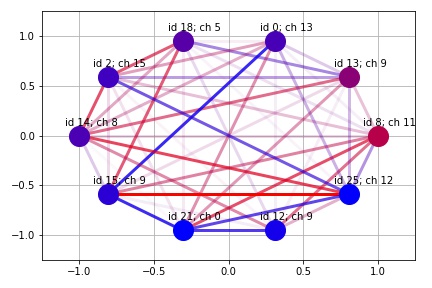 1.0
0.5
0.0
−0.5
−1.0
id 18; ch 5
id 0; ch 13
id 2; ch 15
id 13; ch 9
id 14; ch 8
id 8; ch 11
id 15; ch 9
id 25; ch 12
id 21; ch 0
id 12; ch 9
−1.0 −0.5 0.0 0.5 1.0